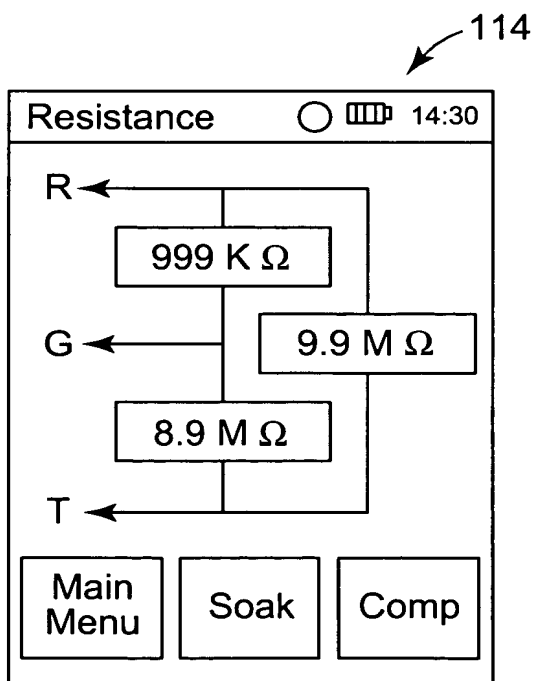 114
Resistance 14:30
R
999 K Ω
G
9.9 M Ω
8.9 M Ω
T
Main
Menu
Soak
Comp